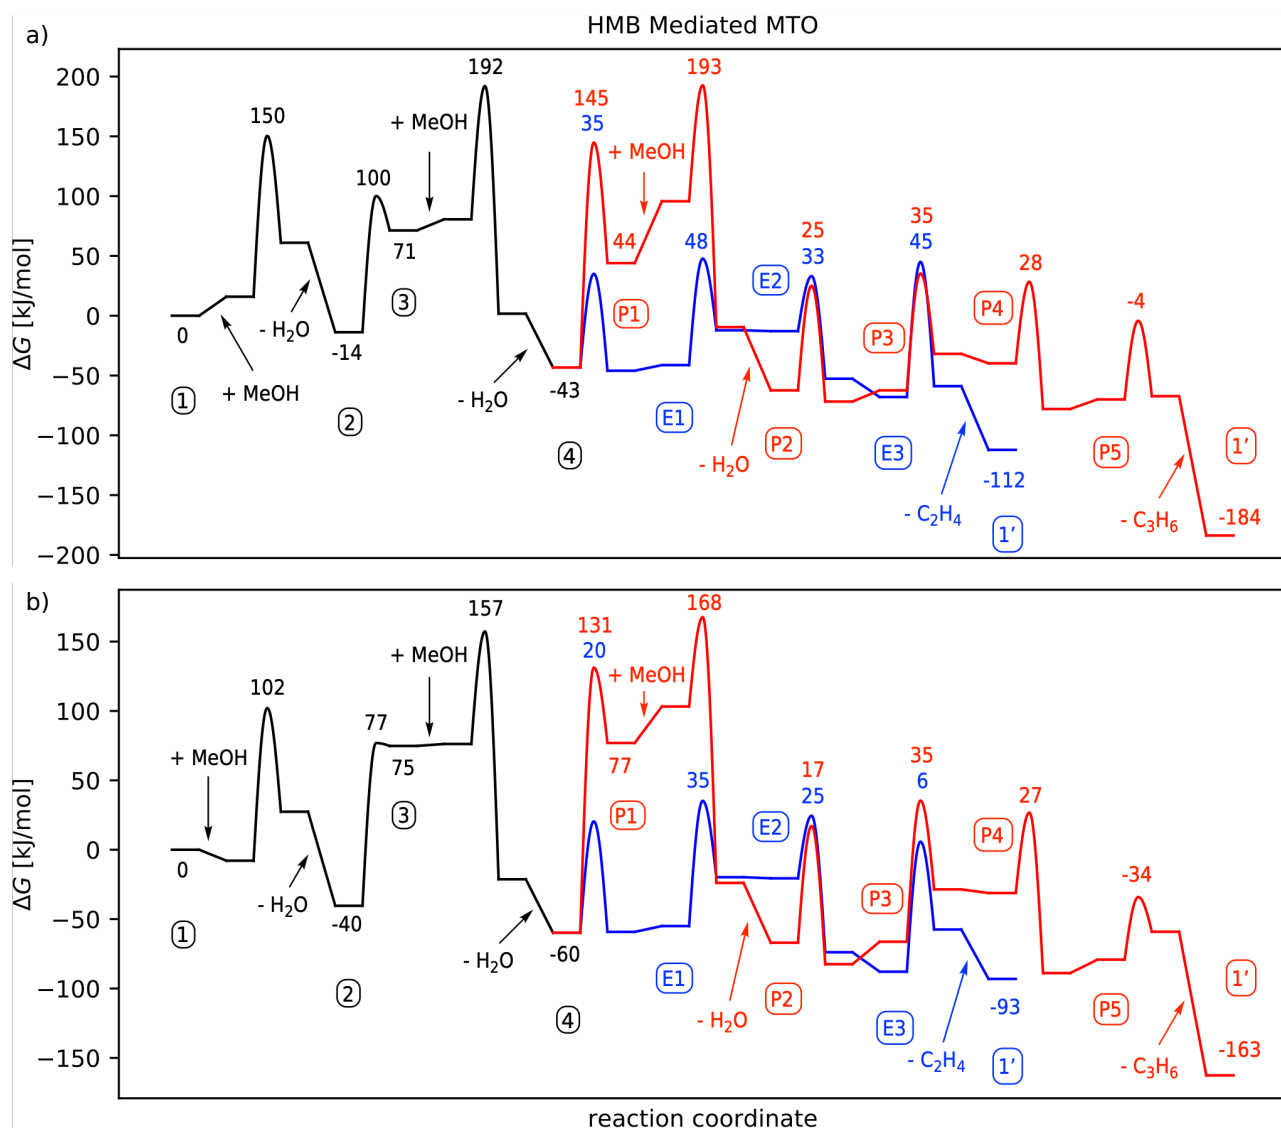 HMB Mediated MTO
a)
192
193
200
145
150
150
35
+ MeOH
+ MeOH
100
100
25
35
28
ΔG [kJ/mol]
50
71
44
48
33
45
E2
P4
-4
3
P1
P3
0
0
- H₂O
-14
−50
1
+ MeOH
- H₂O
-43
E1
2
4
P2
E3
P5
1’
−100
- H₂O
-112
−150
- C₂H₄
- C₃H₆
-184
1’
−200
b)
157
168
131
20
150
+ MeOH
+ MeOH
102
77
100
+ MeOH
75
77
35
17
25
35
6
27
ΔG [kJ/mol]
50
3
P1
E2
P4
0
0
-34
- H₂O
-40
P3
−50
1
- H₂O
-60
E1
2
4
P2
E3
P5
1’
−100
- H₂O
-93
- C₂H₄
1’
- C₃H₆
-163
−150
reaction coordinate